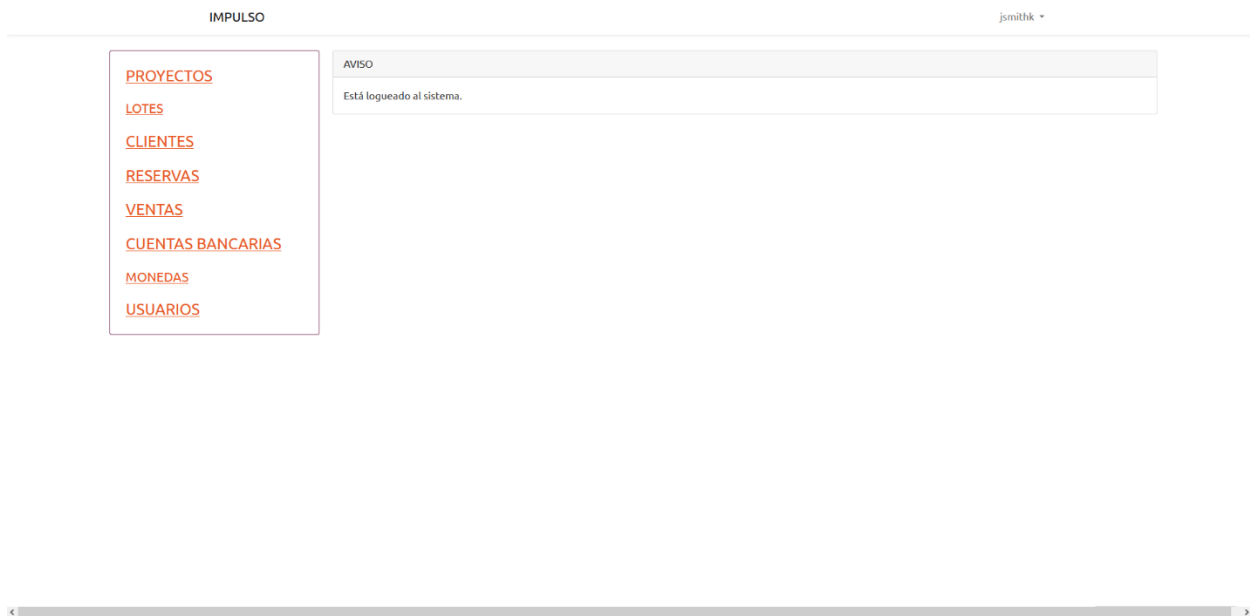 IMPULSO
jsmithk
PROYECTOS
LOTES
CLIENTES
RESERVAS
VENTAS
CUENTAS BANCARIAS
MONEDAS
USUARIOS
AVISO
Está logueado al sistema.